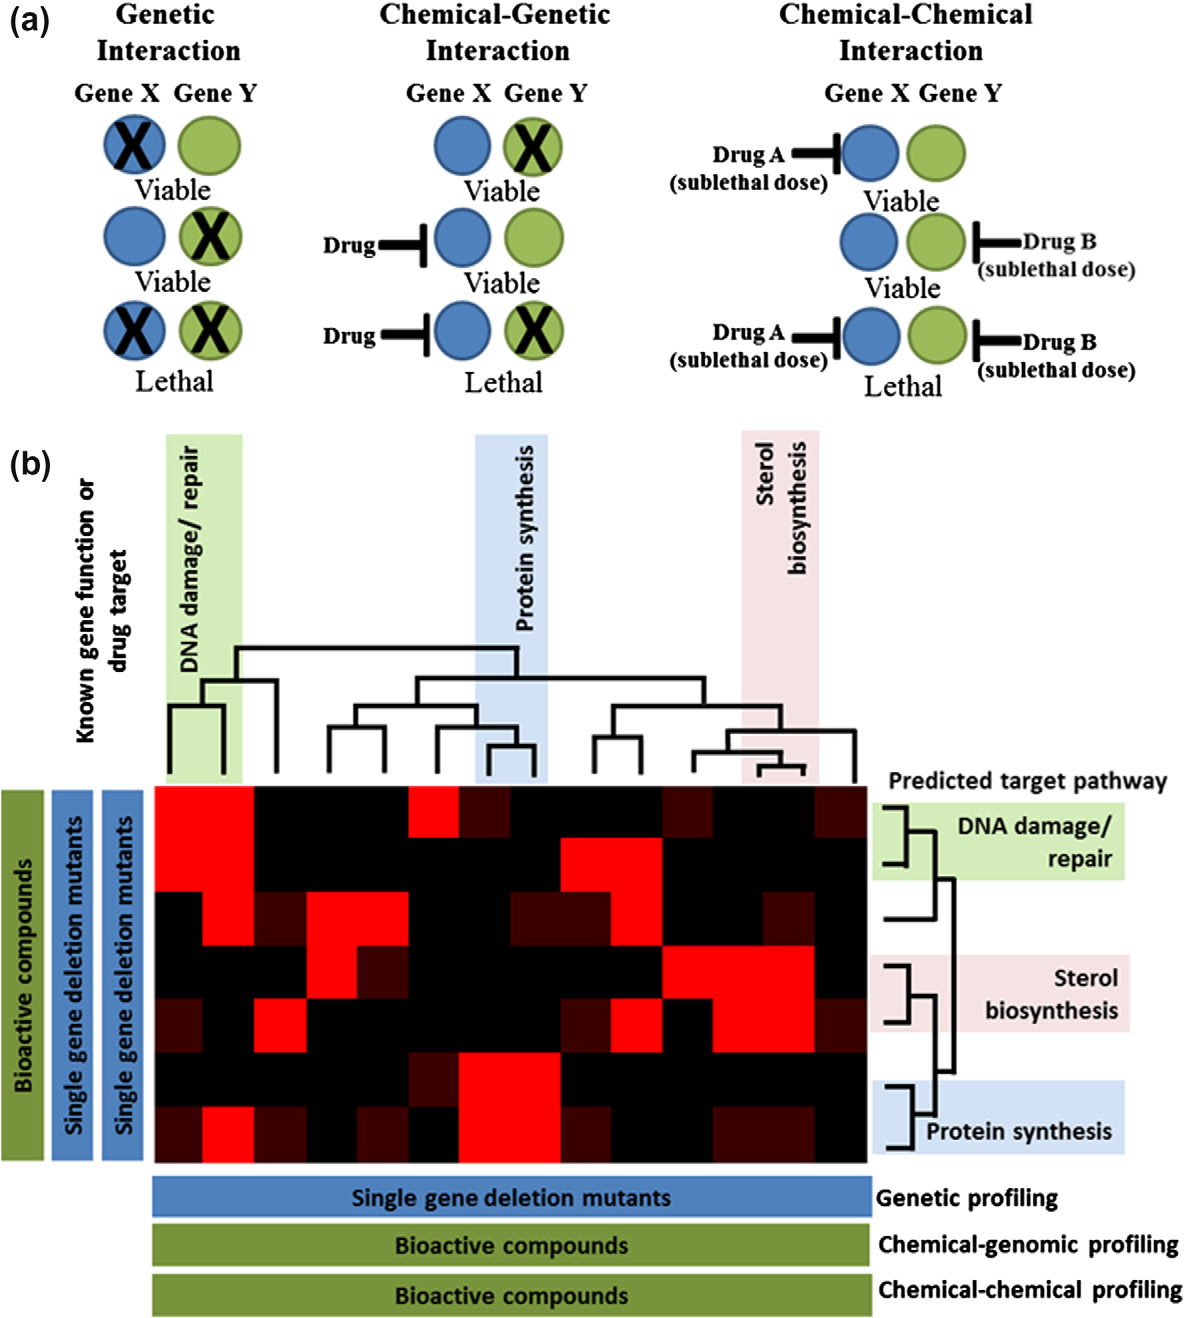 (a)
Genetic
Interaction
Gene X Gene Y
X
Viable
X
Viable
X X
Lethal
Chemical-Genetic
Interaction
Gene X Gene Y
X
Viable
Drug
Viable
Drug
X
Lethal
Chemical-Chemical
Interaction
Gene X Gene Y
Drug A
(sublethal dose)
Viable
Drug B
(sublethal dose)
Viable
Drug A
(sublethal dose)
Drug B
(sublethal dose)
Lethal
(b)
Known gene function or
drug target
DNA damage/ repair
Protein synthesis
Sterol
biosynthesis
Predicted target pathway
DNA damage/
repair
Sterol
biosynthesis
Protein synthesis
Bioactive compounds
Single gene deletion mutants
Single gene deletion mutants
Single gene deletion mutants
Genetic profiling
Bioactive compounds
Chemical-genomic profiling
Bioactive compounds
Chemical-chemical profiling